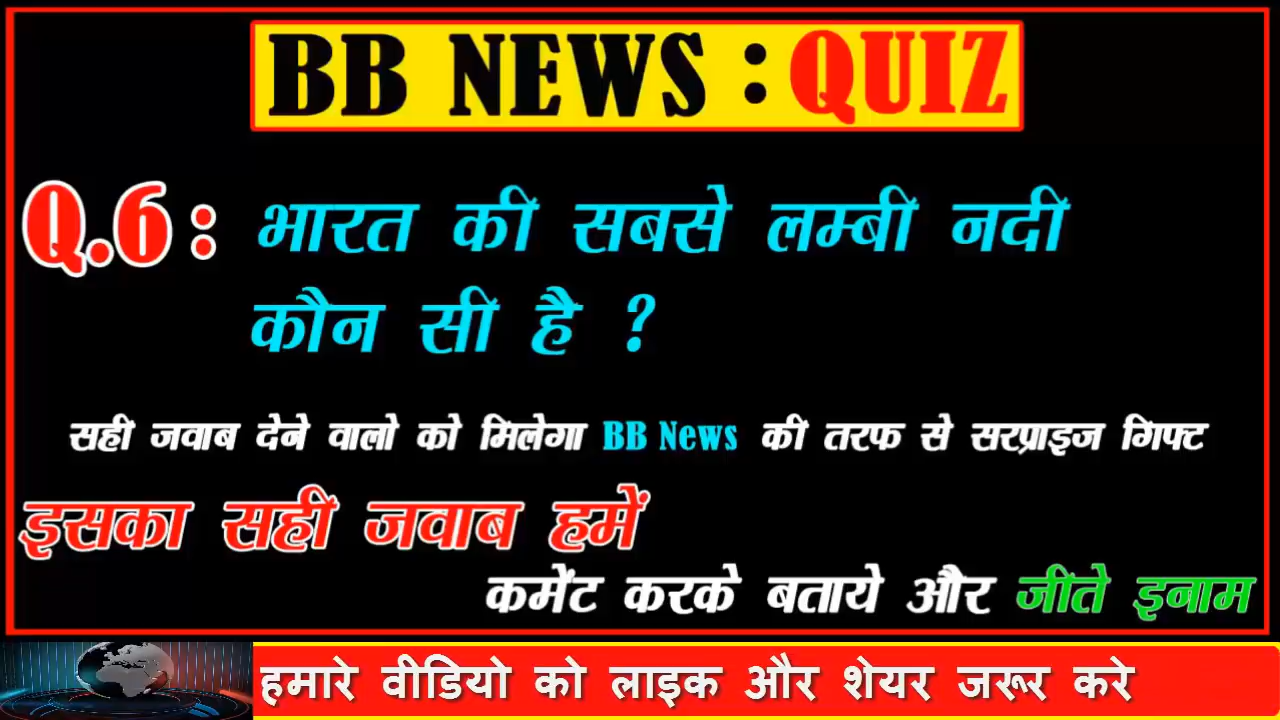 BB NEWS : QUIZ
Q.6 : भारत की सबसे लम्बी नदी
कौन सी है ?
सही जवाब देने वालो को मिलेगा BB News की तरफ से सरप्राइज गिफ्ट
इसका सही जवाब हमें
कमेंट करके बताये और जीते इनाम
हमारे वीडियो को लाइक और शेयर जरूर करे